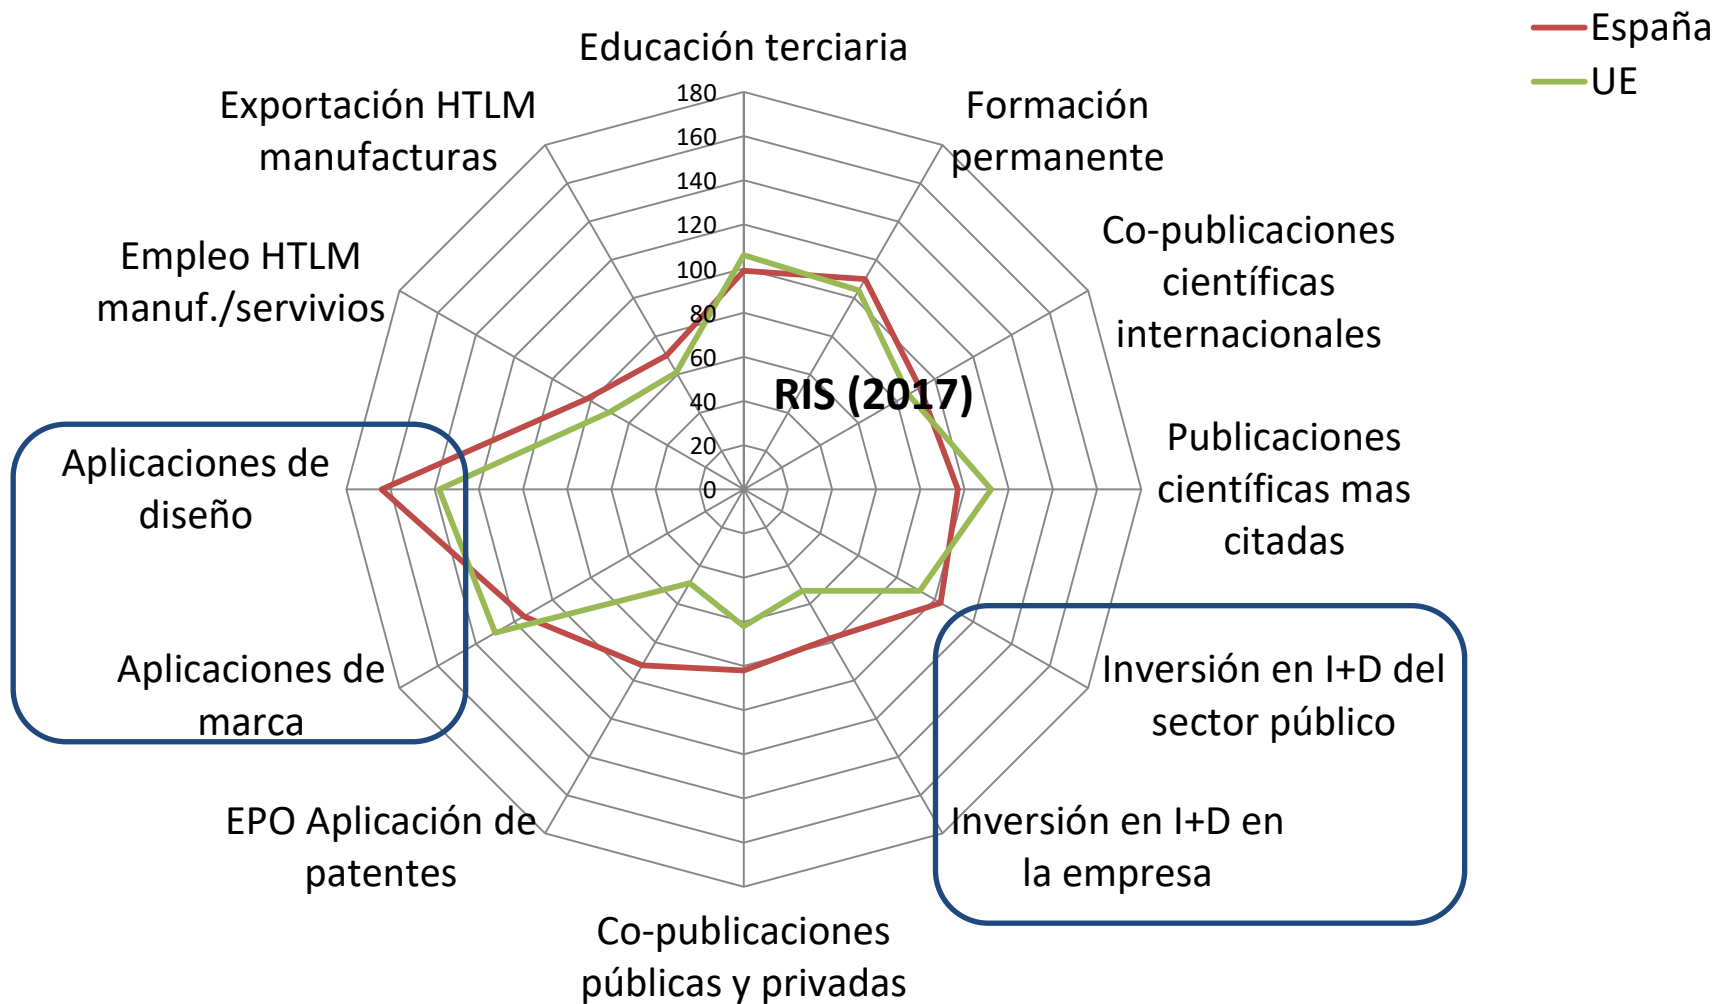 España
UE
Educación terciaria
Exportación HTLM
manufacturas
Formación
permanente
Empleo HTLM
manuf./servivios
Co-publicaciones
científicas
internacionales
180
160
140
120
100
80
60
40
20
0
RIS (2017)
Aplicaciones de
diseño
Publicaciones
científicas mas
citadas
Aplicaciones de
marca
Inversión en I+D del
sector público
EPO Aplicación de
patentes
Inversión en I+D en
la empresa
Co-publicaciones
públicas y privadas